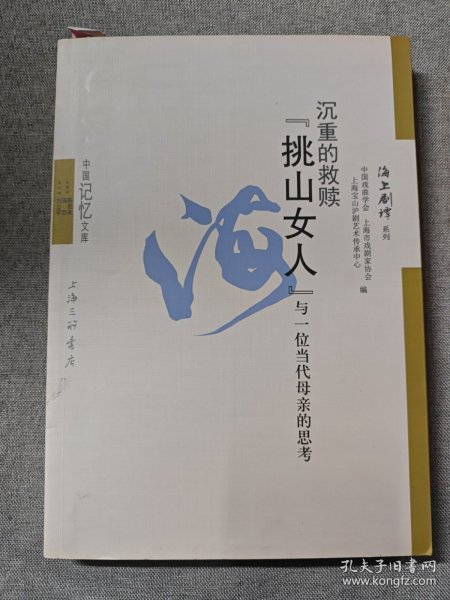 海上剧谭 系列
中国戏曲学会 上海市戏剧家协会
上海宝山沪剧艺术传承中心
编
沉重的救赎
『挑山女人』
与一位当代母亲的思考
海
中国记忆文库
上海三联书店
孔夫子旧书网
www.kongfz.com